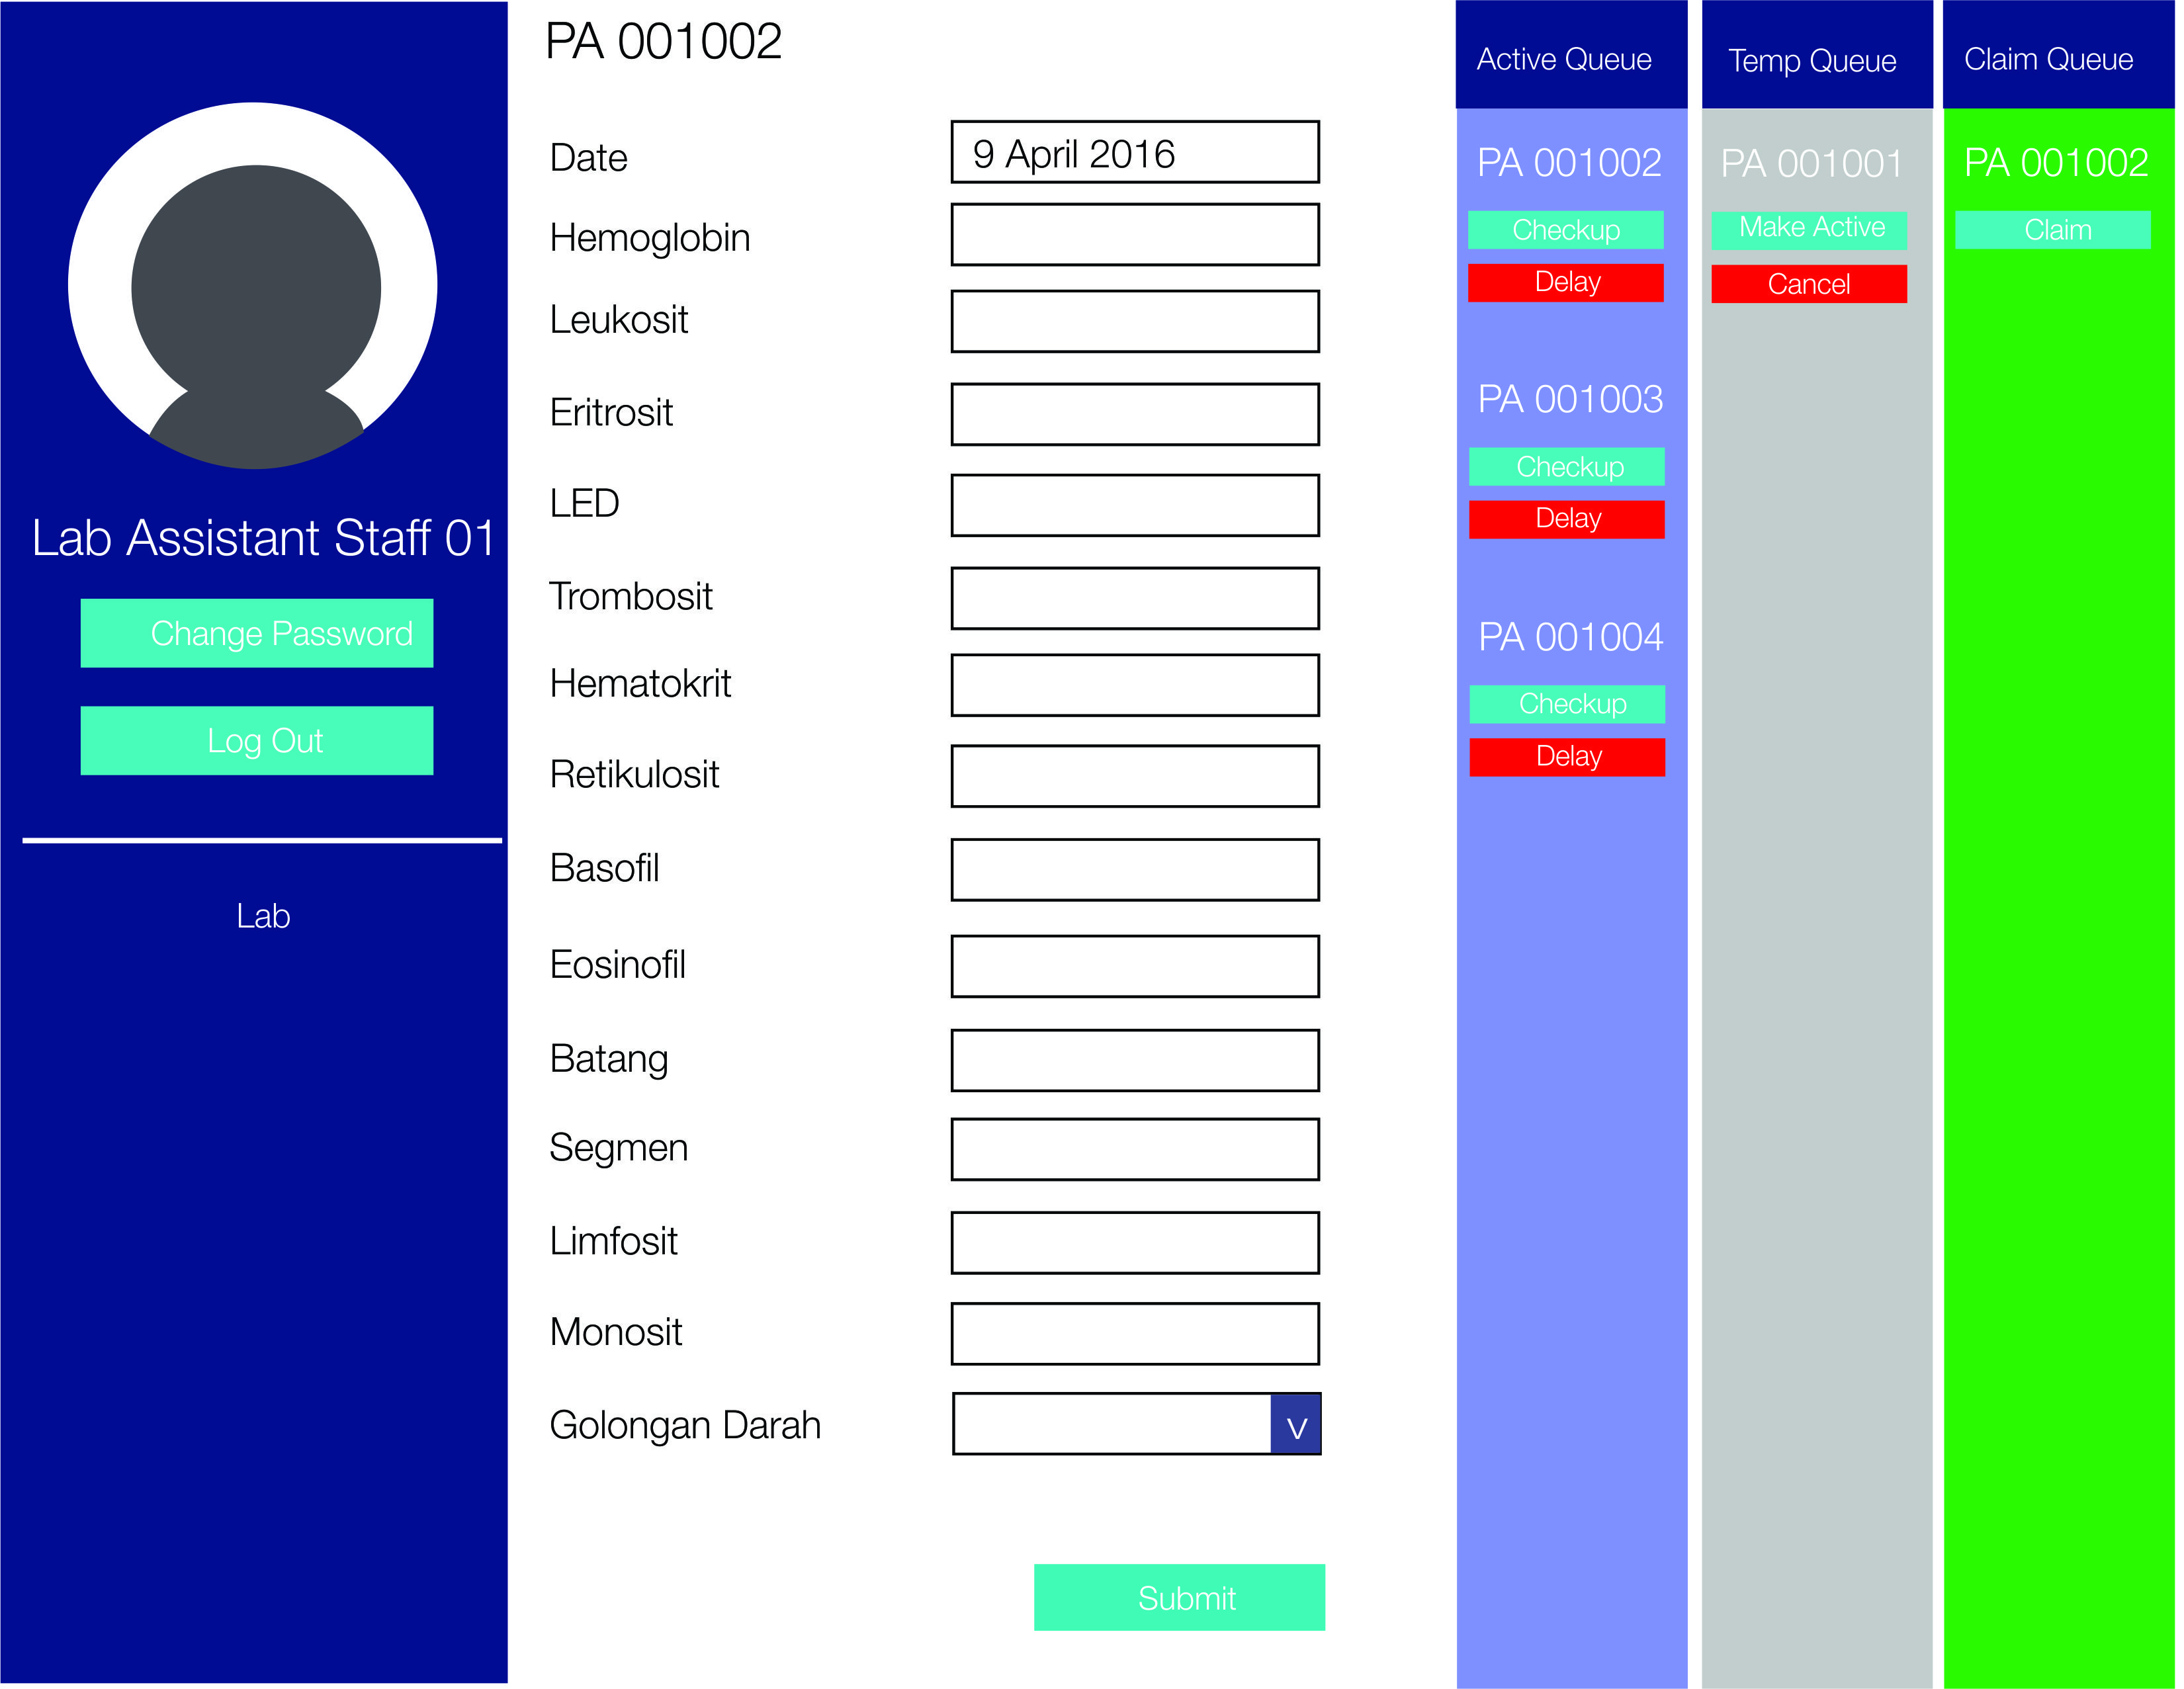 Lab Assistant Staff 01
Change Password
Log Out
Lab
PA 001002
Date
9 April 2016
Hemoglobin
Leukosit
Eritrosit
LED
Trombosit
Hematokrit
Retikulosit
Basofil
Eosinofil
Batang
Segmen
Limfosit
Monosit
Golongan Darah
v
Submit
Active Queue
PA 001002
Checkup
Delay
PA 001003
Checkup
Delay
PA 001004
Checkup
Delay
Temp Queue
PA 001001
Make Active
Cancel
Claim Queue
PA 001002
Claim